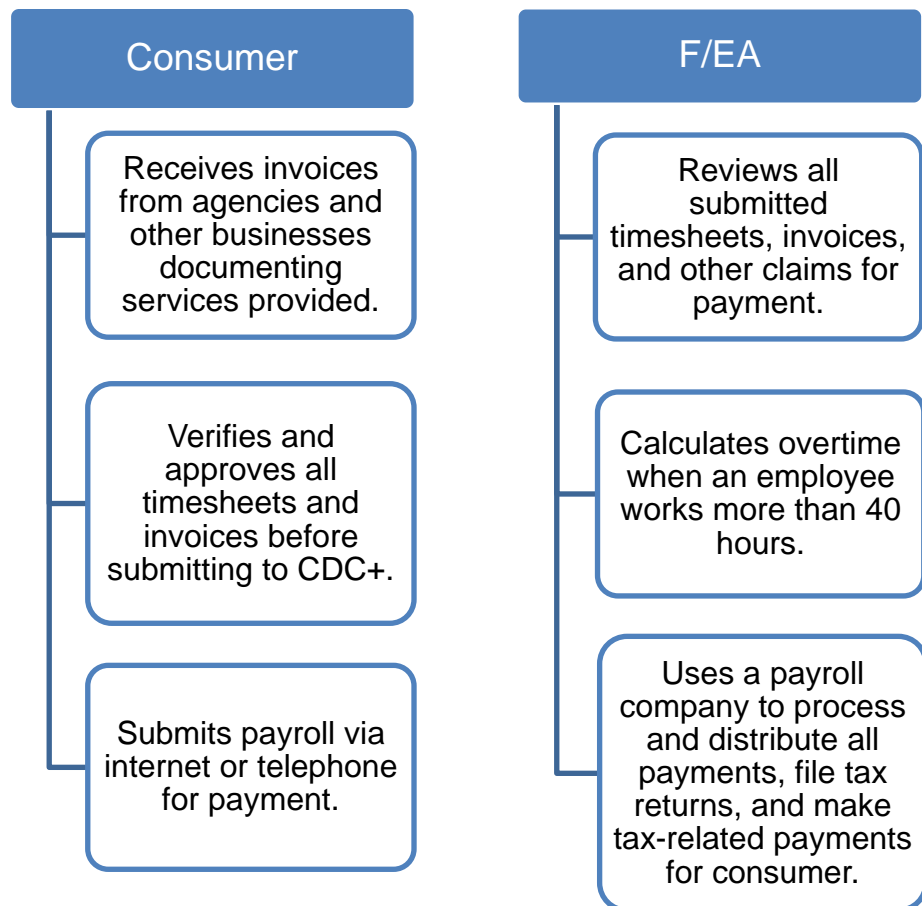 Consumer
Receives invoices
from agencies and
other businesses
documenting
services provided.
Verifies and
approves all
timesheets and
invoices before
submitting to CDC+.
Submits payroll via
internet or telephone
for payment.
F/EA
Reviews all
submitted
timesheets, invoices,
and other claims for
payment.
Calculates overtime
when an employee
works more than 40
hours.
Uses a payroll
company to process
and distribute all
payments, file tax
returns, and make
tax-related payments
for consumer.